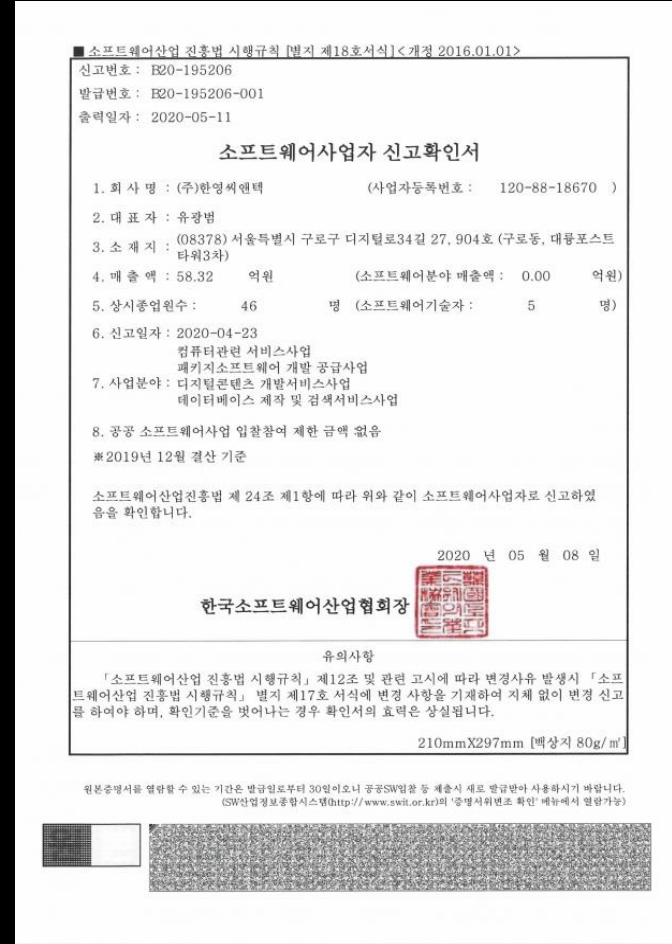 ■ 소프트웨어산업 진흥법 시행규칙 [별지 제18호서식]<개정 2016.01.01>
신고번호 : B20-195206
발급번호 : B20-195206-001
출력일자 : 2020-05-11
소프트웨어사업자 신고확인서
1. 회 사 명 : (주)한영씨앤텍 (사업자등록번호 : 120-88-18670 )
2. 대 표 자 : 유광범
3. 소 재 지 : (08378) 서울특별시 구로구 디지털로34길 27, 904호 (구로동, 대륭포스트
타워3차)
4. 매 출 액 : 58.32 억원 (소프트웨어분야 매출액 : 0.00 억원)
5. 상시종업원수 : 46 명 (소프트웨어기술자 : 5 명)
6. 신고일자 : 2020-04-23
컴퓨터관련 서비스사업
패키지소프트웨어 개발 공급사업
7. 사업분야 : 디지털콘텐츠 개발서비스사업
데이터베이스 제작 및 검색서비스사업
8. 공공 소프트웨어사업 입찰참여 제한 금액 :없음
※2019년 12월 결산 기준
소프트웨어산업진흥법 제 24조 제1항에 따라 위와 같이 소프트웨어사업자로 신고하였
음을 확인합니다.
2020 년 05 월 08 일
한국소프트웨어산업협회장
유의사항
「소프트웨어산업 진흥법 시행규칙」제12조 및 관련 고시에 따라 변경사유 발생시 「소프
트웨어산업 진흥법 시행규칙」 별지 제17호 서식에 변경 사항을 기재하여 지체 없이 변경 신고
를 하여야 하며, 확인기준을 벗어나는 경우 확인서의 효력은 상실됩니다.
210mmX297mm [백상지 80g/㎡]
원본증명서를 열람할 수 있는 기간은 발급일로부터 30일이오니 공공SW입찰 등 제출시 새로 발급받아 사용하시기 바랍니다.
(SW산업정보종합시스템(http://www.swit.or.kr)의 '증명서위변조 확인' 메뉴에서 열람가능)